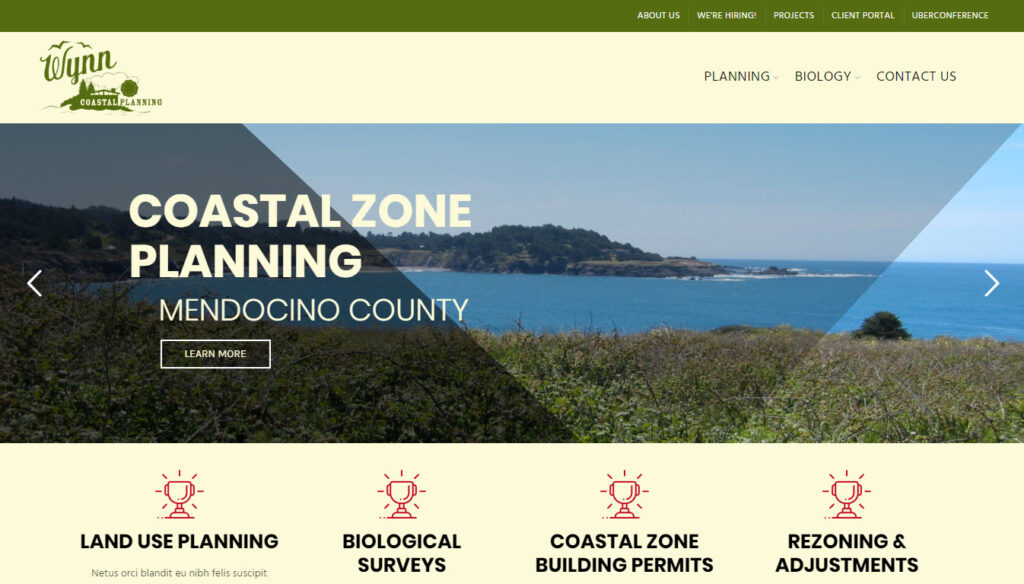 ABOUT US
WE'RE HIRING!
PROJECTS
CLIENT PORTAL
UBERCONFERENCE
Wynn
COASTAL PLANNING
PLANNING
BIOLOGY
CONTACT US
COASTAL ZONE
PLANNING
MENDOCINO COUNTY
LEARN MORE
LAND USE PLANNING
Netus orci blandit eu nibh felis suscipit
BIOLOGICAL
SURVEYS
COASTAL ZONE
BUILDING PERMITS
REZONING &
ADJUSTMENTS